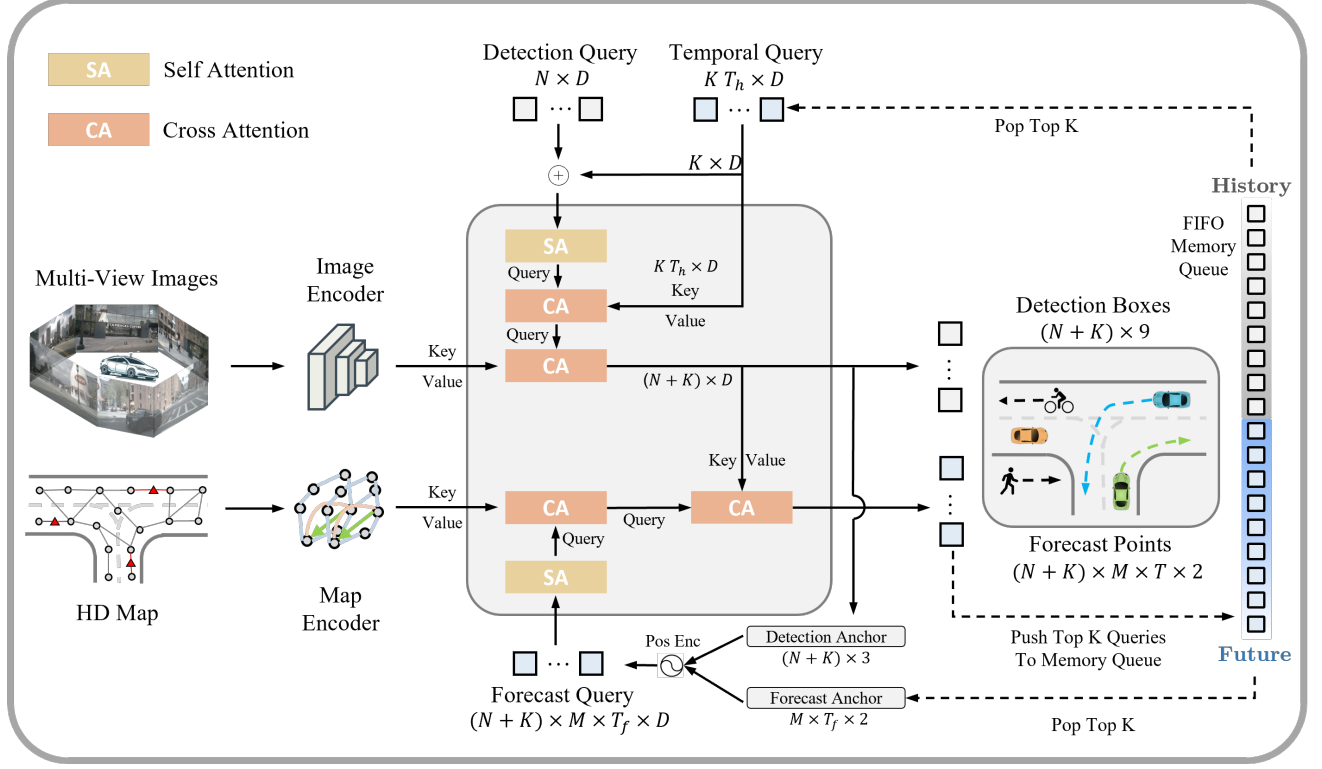 SA
Self Attention
CA
Cross Attention
Detection Query
N × D
Temporal Query
K T_h × D
Pop Top K
K × D
+
History
FIFO
Memory
Queue
SA
Query
K T_h × D
CA
Key
Value
Query
CA
(N + K) × D
Multi-View Images
Image
Encoder
Key
Value
Detection Boxes
(N + K) × 9
Key Value
HD Map
Map
Encoder
Key
Value
CA
Query
CA
Query
SA
Forecast Points
(N + K) × M × T × 2
Push Top K Queries
To Memory Queue
Future
Pos Enc
Detection Anchor
(N + K) × 3
Forecast Anchor
M × T_f × 2
Pop Top K
Forecast Query
(N + K) × M × T_f × D